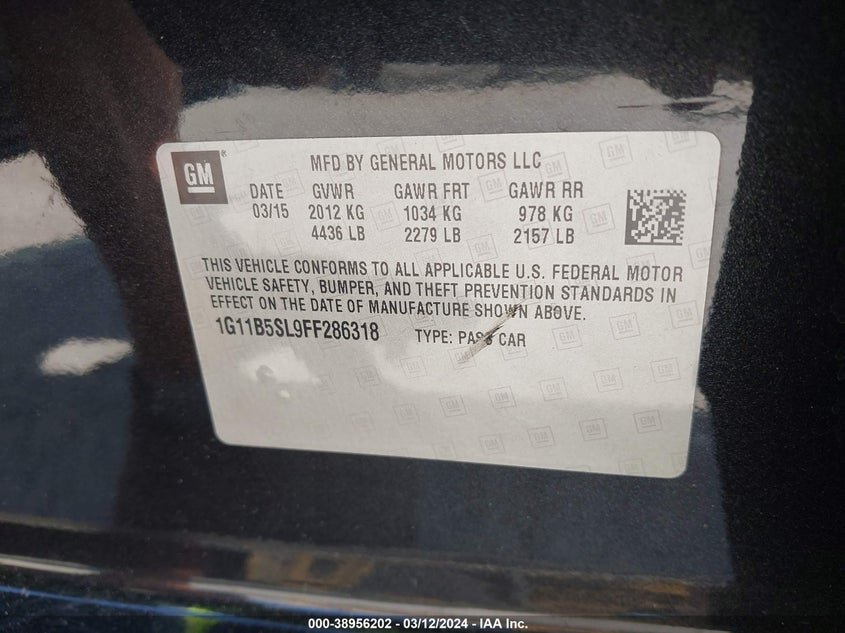 GM ® MFD BY GENERAL MOTORS LLC
DATE GVWR GAWR FRT GAWR RR
03/15 2012 KG 1034 KG 978 KG
4436 LB 2279 LB 2157 LB
THIS VEHICLE CONFORMS TO ALL APPLICABLE U.S. FEDERAL MOTOR
VEHICLE SAFETY, BUMPER, AND THEFT PREVENTION STANDARDS IN
EFFECT ON THE DATE OF MANUFACTURE SHOWN ABOVE.
1G11B5SL9FF286318 TYPE: PASS CAR
000-38956202 - 03/12/2024 - IAA Inc.